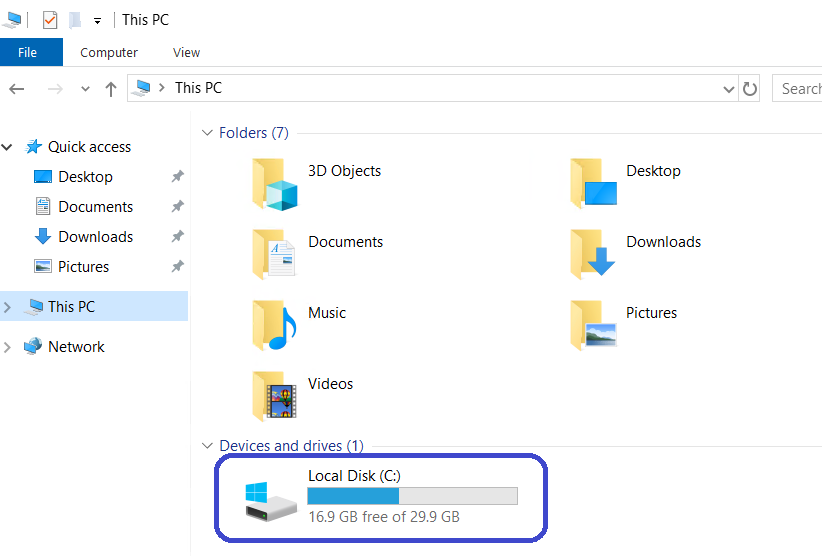 This PC
File Computer View
This PC Search
Quick access
Desktop
Documents
Downloads
Pictures
This PC
Network
Folders (7)
3D Objects
Desktop
Documents
Downloads
Music
Pictures
Videos
Devices and drives (1)
Local Disk (C:)
16.9 GB free of 29.9 GB